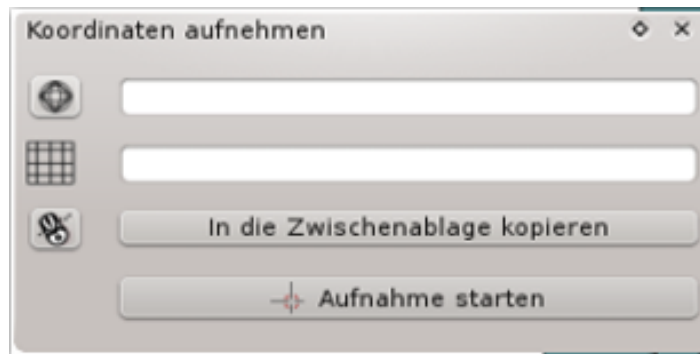 Koordinaten aufnehmen
In die Zwischenablage kopieren
Aufnahme starten